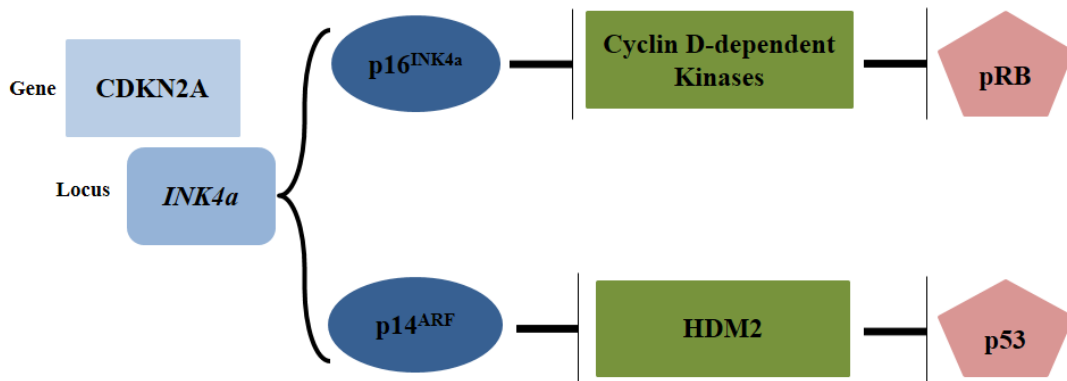 Gene
CDKN2A
Locus
INK4a
p16INK4a
Cyclin D-dependent
Kinases
pRB
p14ARF
HDM2
p53